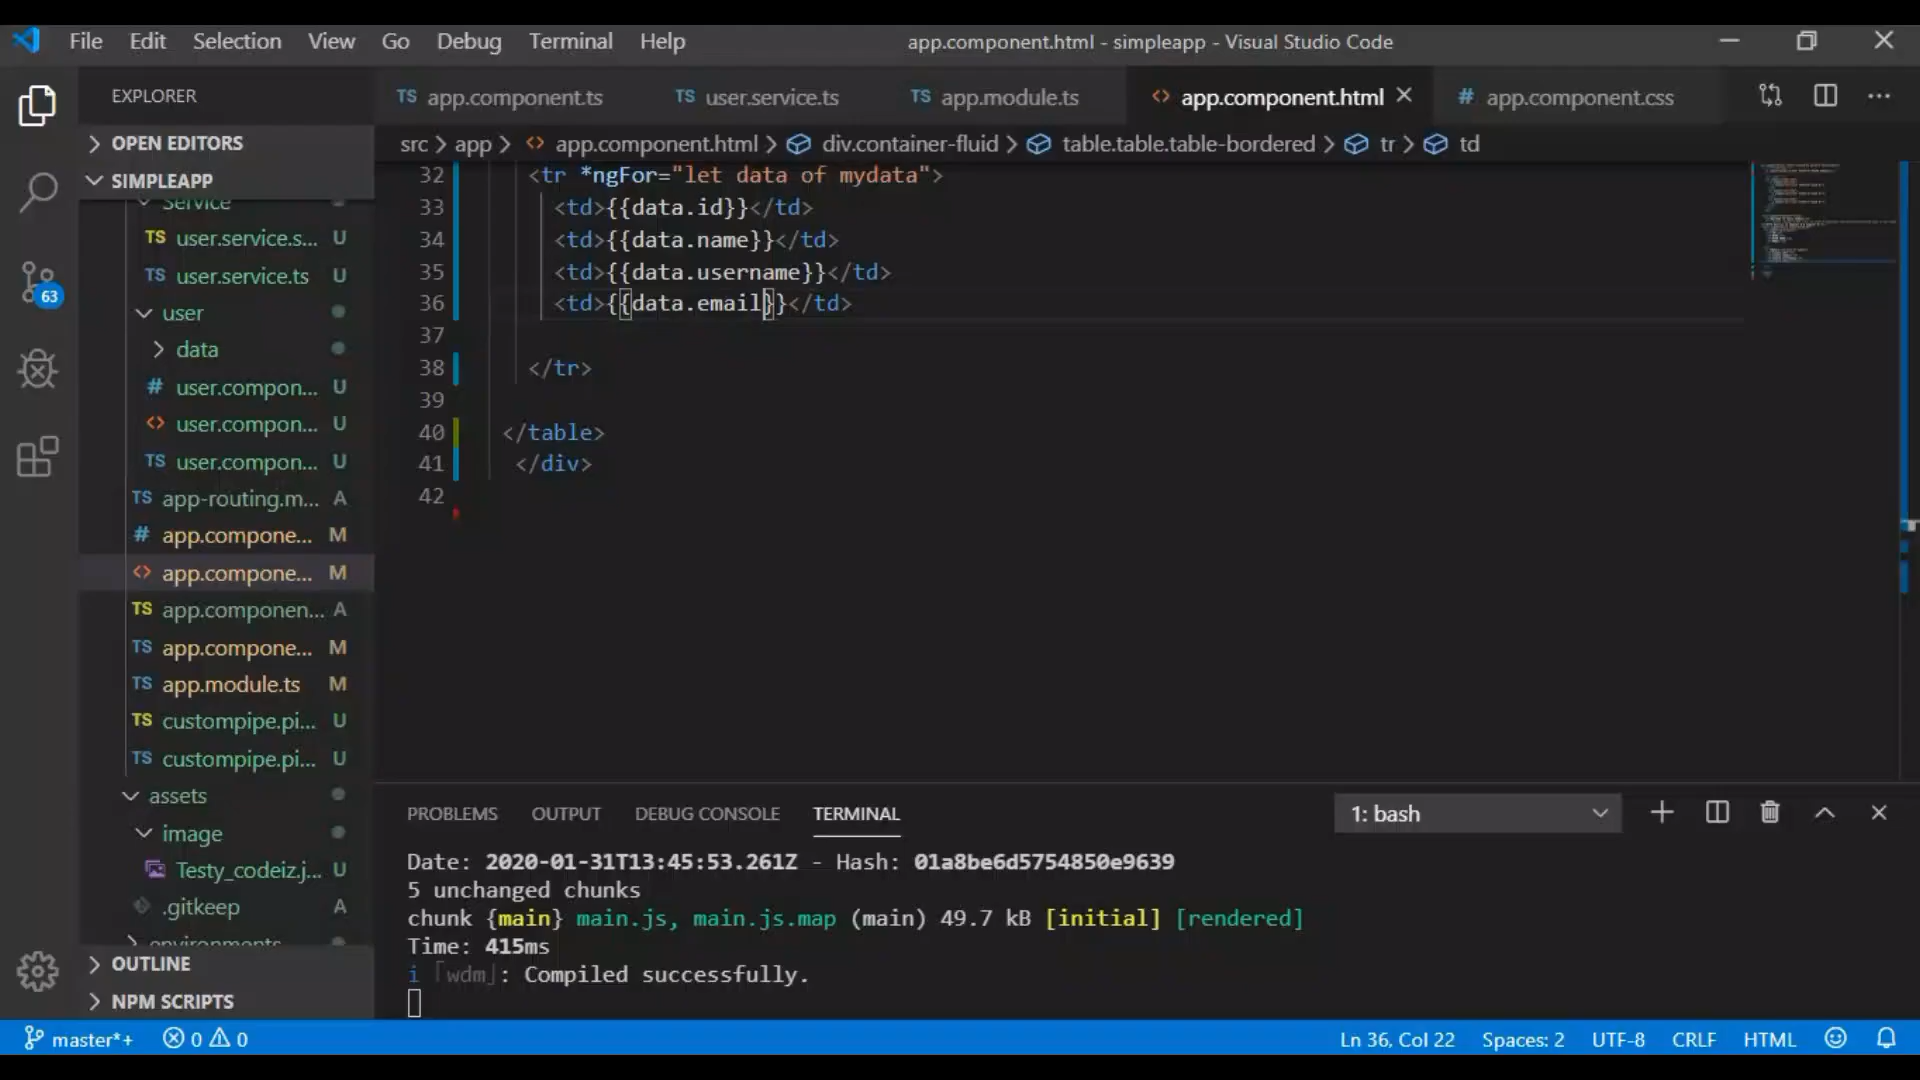 File Edit Selection View Go Debug Terminal Help app.component.html - simpleapp - Visual Studio Code
EXPLORER
OPEN EDITORS
SIMPLEAPP
Service
TS user.service.s... U
TS user.service.ts U
user
data
# user.compon... U
<> user.compon... U
TS user.compon... U
TS app-routing.m... A
# app.compone... M
<> app.compone... M
TS app.componen... A
TS app.compone... M
TS app.module.ts M
TS custompipe.pi... U
TS custompipe.pi... U
assets
image
Testy_codeiz.j... U
.gitkeep A
environments
OUTLINE
NPM SCRIPTS
63
TS app.component.ts TS user.service.ts TS app.module.ts <> app.component.html # app.component.css
src > app > <> app.component.html > div.container-fluid > table.table.table-bordered > tr > td
32 <tr *ngFor="let data of mydata">
33 <td>{{data.id}}</td>
34 <td>{{data.name}}</td>
35 <td>{{data.username}}</td>
36 <td>{{data.email}}</td>
37
38 </tr>
39
40 </table>
41 </div>
42
PROBLEMS OUTPUT DEBUG CONSOLE TERMINAL 1: bash
Date: 2020-01-31T13:45:53.261Z - Hash: 01a8be6d5754850e9639
5 unchanged chunks
chunk {main} main.js, main.js.map (main) 49.7 kB [initial] [rendered]
Time: 415ms
i ｢wdm｣: Compiled successfully.
master*+ 0 0 Ln 36, Col 22 Spaces: 2 UTF-8 CRLF HTML